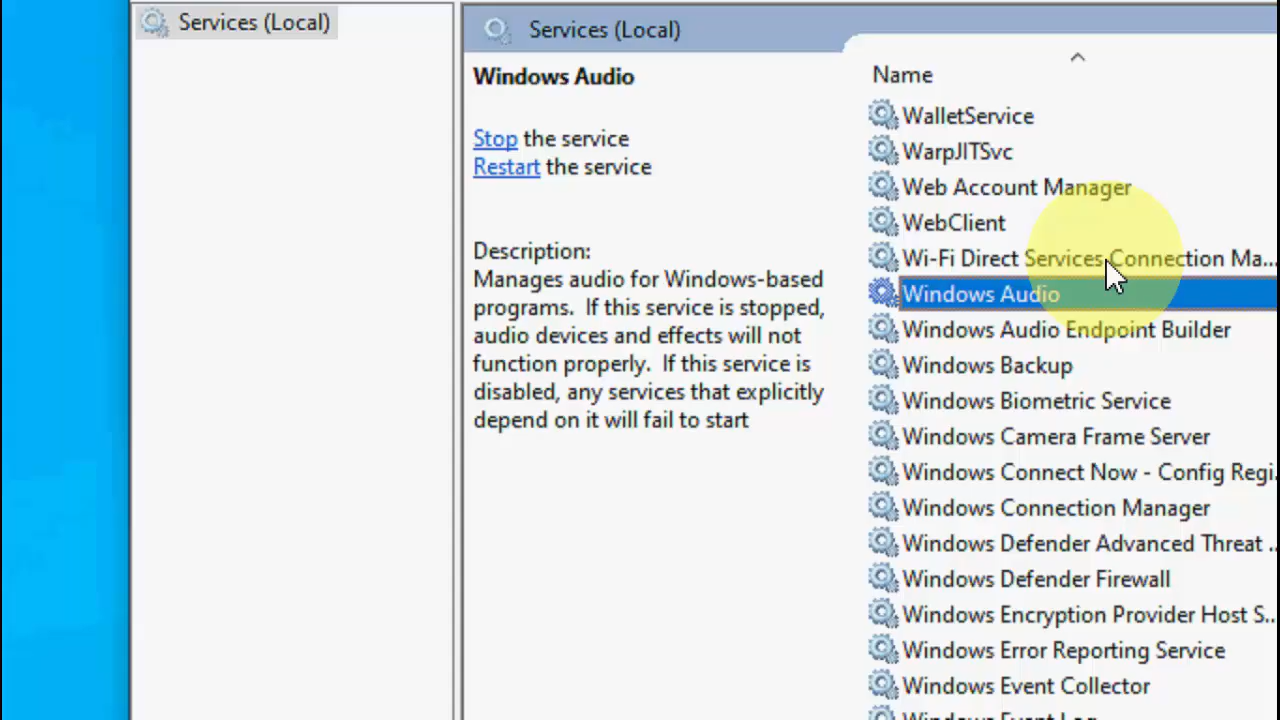 Services (Local)
Services (Local)
Windows Audio
Stop the service
Restart the service
Description:
Manages audio for Windows-based
programs. If this service is stopped,
audio devices and effects will not
function properly. If this service is
disabled, any services that explicitly
depend on it will fail to start
Name
WalletService
WarpJITSvc
Web Account Manager
WebClient
Wi-Fi Direct Services Connection Ma...
Windows Audio
Windows Audio Endpoint Builder
Windows Backup
Windows Biometric Service
Windows Camera Frame Server
Windows Connect Now - Config Regi
Windows Connection Manager
Windows Defender Advanced Threat ..
Windows Defender Firewall
Windows Encryption Provider Host S..
Windows Error Reporting Service
Windows Event Collector
Windows Event Log